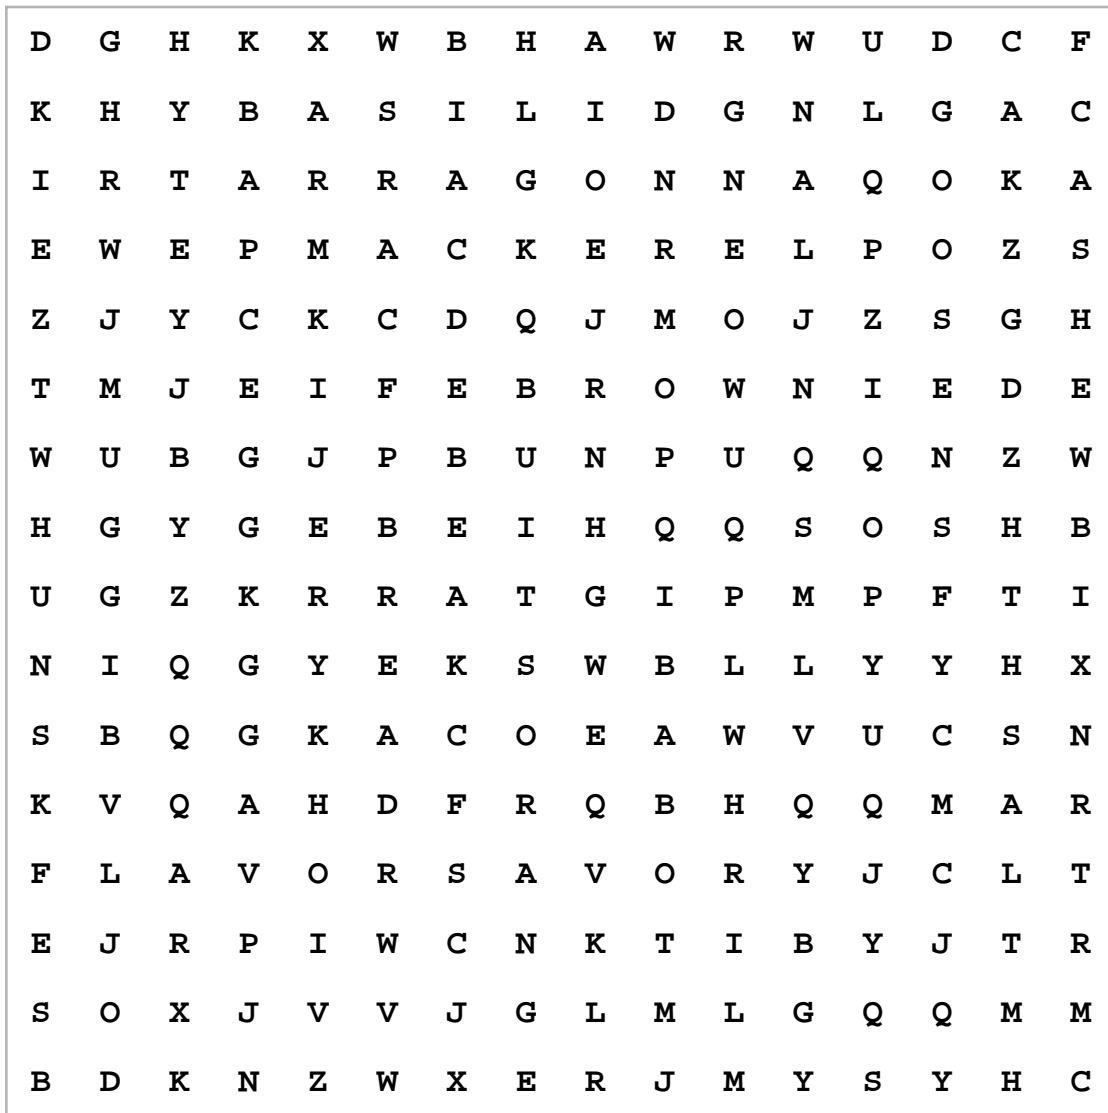 D G H K X W B H A W R W U D C F
K H Y B A S I L I D G N L G A C
I R T A R R A G O N N A Q O K A
E W E P M A C K E R E L P O Z S
Z J Y C K C D Q J M O J Z S G H
T M J E I F E B R O W N I E D E
W U B G J P B U N P U Q Q N Z W
H G Y G E B E I H Q Q S O S H B
U G Z K R R A T G I P M P F T I
N I Q G Y E K S W B L L Y Y H X
S B Q G K A C O E A W V U C S N
K V Q A H D F R Q B H Q Q M A R
F L A V O R S A V O R Y J C L T
E J R P I W C N K T I B Y J T R
S O X J V V J G L M L G Q Q M M
B D K N Z W X E R J M Y S Y H C